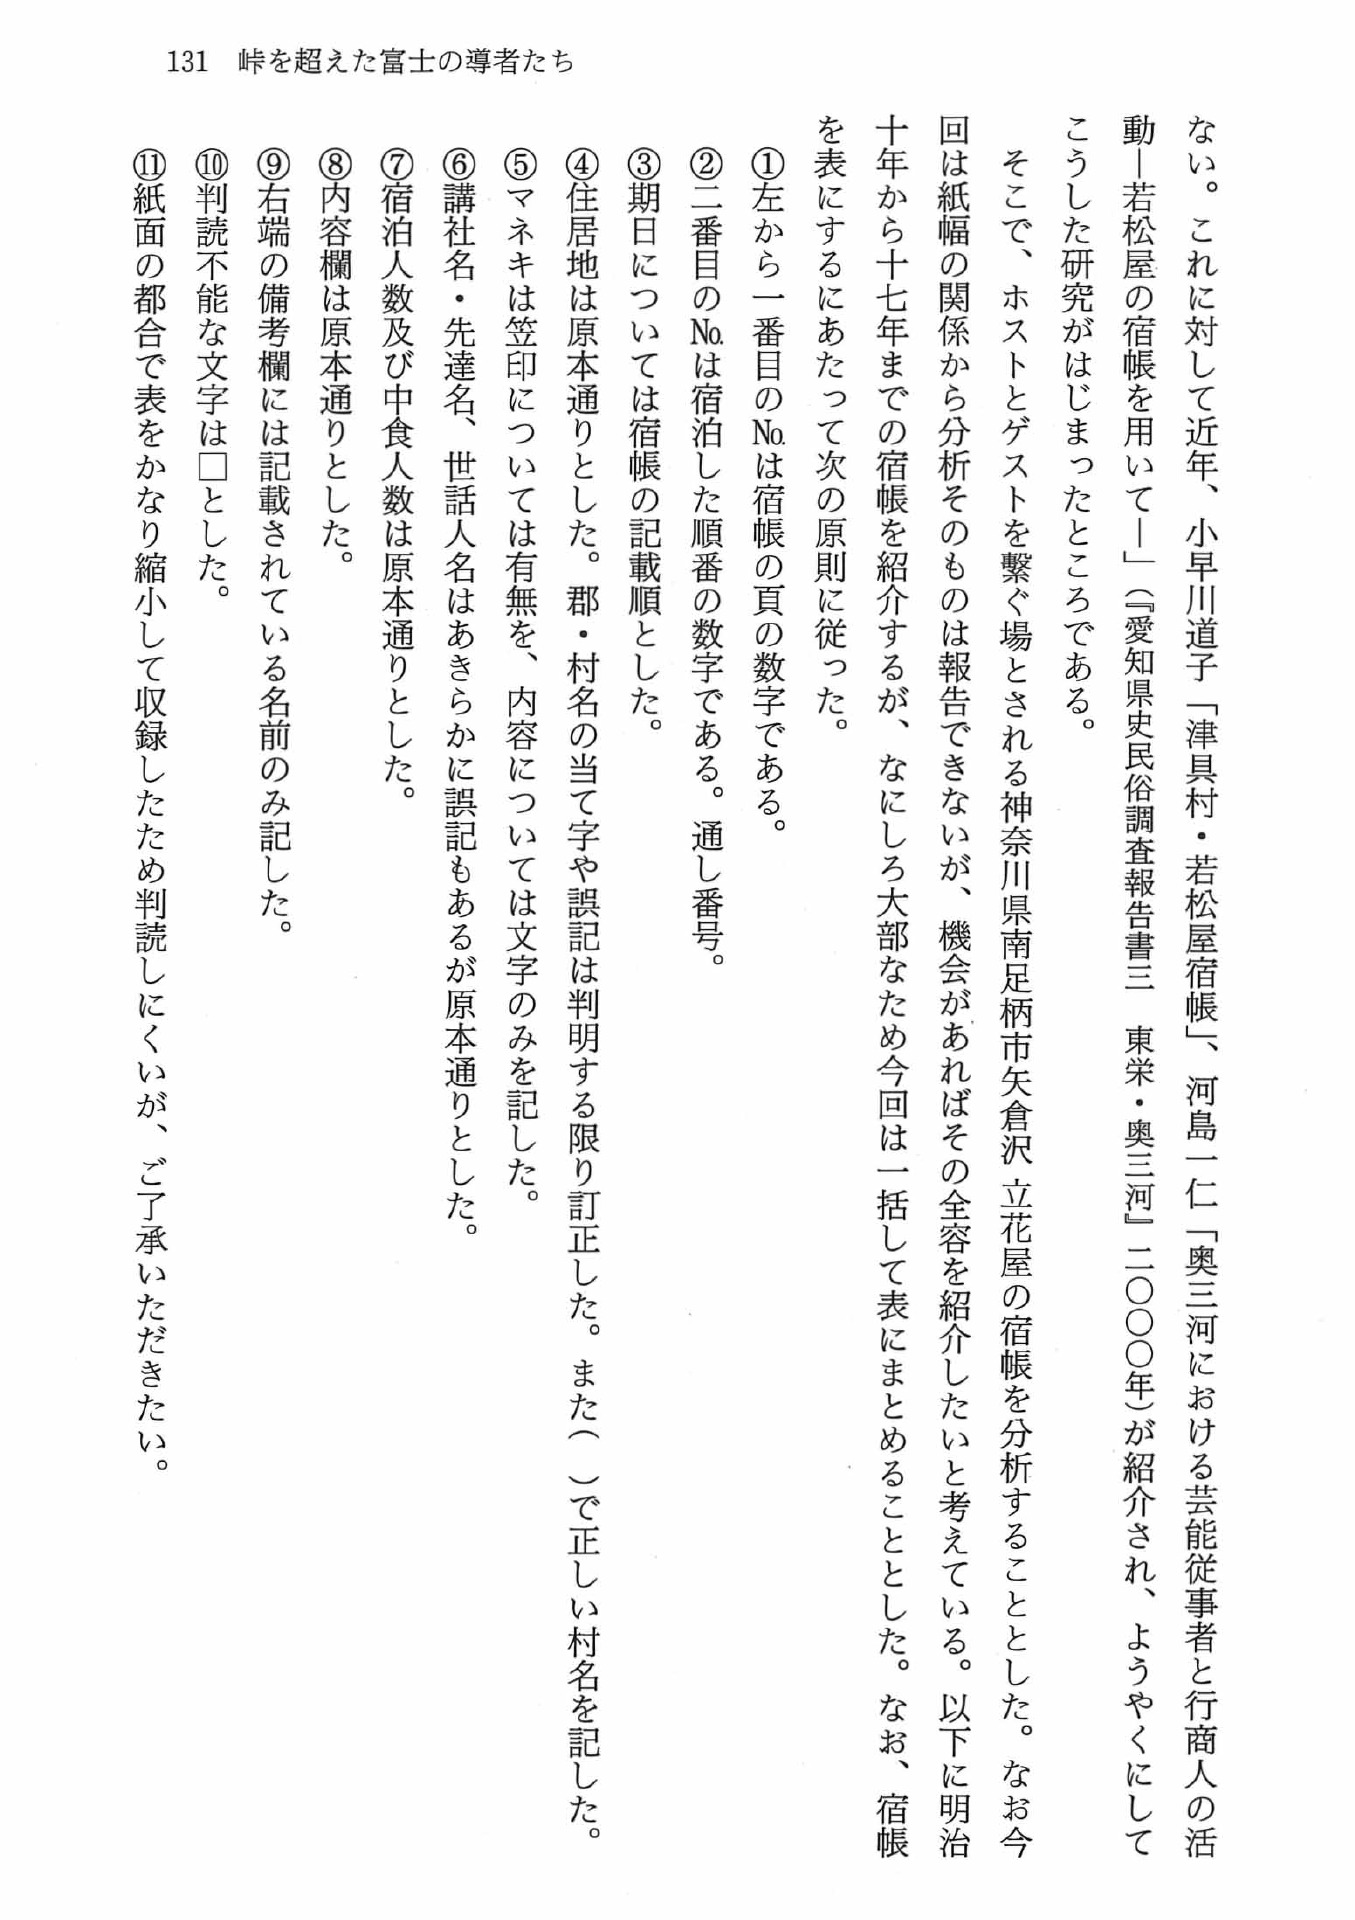 131　峠を超えた富士の導者たち
ない。これに対して近年、小早川道子「津具村・若松屋宿帳」、河島一仁「奥三河における芸能従事者と行商人の活
動―若松屋の宿帳を用いて―」(『愛知県史民俗調査報告書三　東栄・奥三河』二〇〇〇年)が紹介され、ようやくにして
こうした研究がはじまったところである。
　そこで、ホストとゲストを繋ぐ場とされる神奈川県南足柄市矢倉沢 立花屋の宿帳を分析することとした。なお今
回は紙幅の関係から分析そのものは報告できないが、機会があればその全容を紹介したいと考えている。以下に明治
十年から十七年までの宿帳を紹介するが、なにしろ大部なため今回は一括して表にまとめることとした。なお、宿帳
を表にするにあたって次の原則に従った。
①左から一番目の№は宿帳の頁の数字である。
②二番目の№は宿泊した順番の数字である。通し番号。
③期日については宿帳の記載順とした。
④住居地は原本通りとした。郡・村名の当て字や誤記は判明する限り訂正した。また(　)で正しい村名を記した。
⑤マネキは笠印については有無を、内容については文字のみを記した。
⑥講社名・先達名、世話人名はあきらかに誤記もあるが原本通りとした。
⑦宿泊人数及び中食人数は原本通りとした。
⑧内容欄は原本通りとした。
⑨右端の備考欄には記載されている名前のみ記した。
⑩判読不能な文字は□とした。
⑪紙面の都合で表をかなり縮小して収録したため判読しにくいが、ご了承いただきたい。